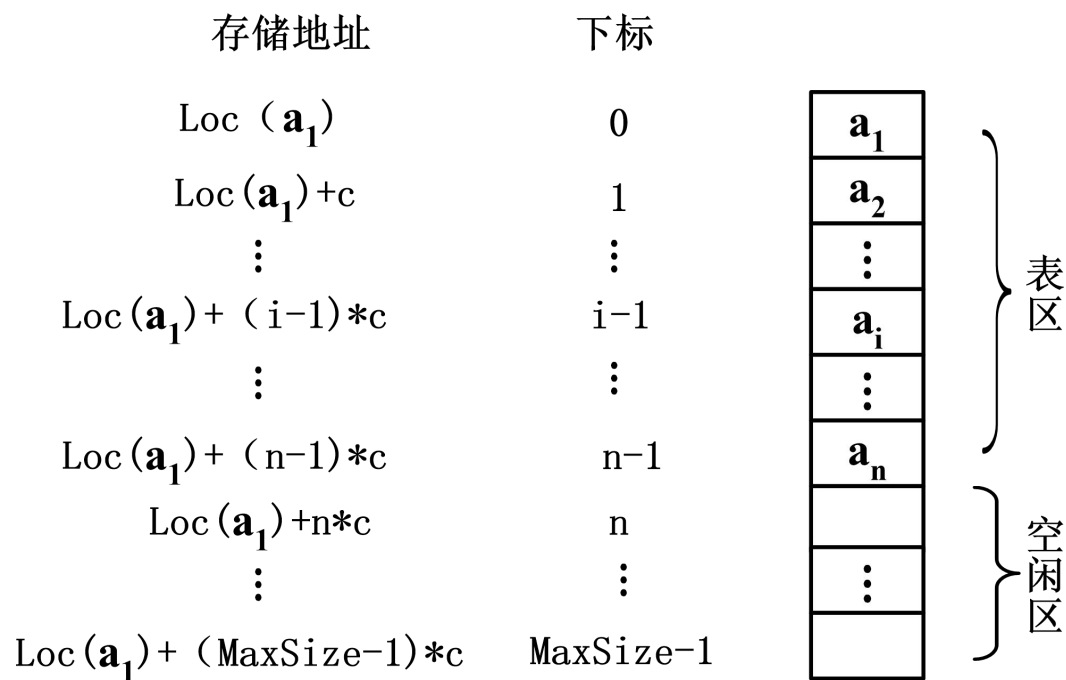 存储地址 下标
Loc（a₁） 0 a₁
Loc(a₁)+c 1 a₂
⋮ ⋮ ⋮
Loc(a₁)+（i-1)*c i-1 aᵢ
⋮ ⋮ ⋮
Loc(a₁)+（n-1)*c n-1 aₙ
Loc(a₁)+n*c n
⋮ ⋮ ⋮
Loc(a₁)+（MaxSize-1)*c MaxSize-1
表区
空闲区